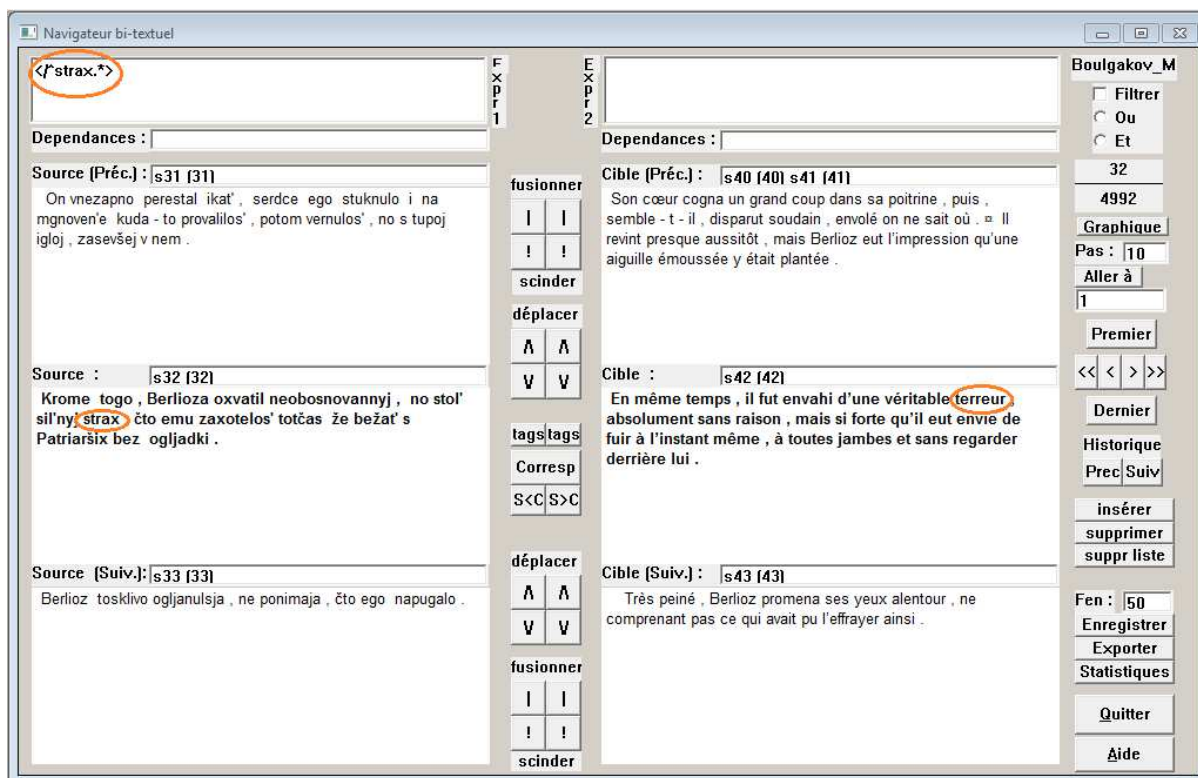 Navigateur bi-textuel
</^strax.*>
Expr1
Expr2
Dependances :
Dependances :
Source (Préc.) : s31 (31)
On vnezapno perestal ikat' , serdce ego stuknulo i na
mgnoven'e kuda - to provalilos' , potom vernulos' , no s tupoj
igloj , zasevšej v nem .
Source : s32 (32)
Krome togo , Berlioza oxvatil neobosnovannyj , no stol'
sil'nyj strax , čto emu zaxotelos' totčas že bežat' s
Patriaršix bez ogljadki .
Source (Suiv.): s33 (33)
Berlioz tosklivo ogljanulsja , ne ponimaja , čto ego napugalo .
fusionner
| |
! !
scinder
déplacer
Λ Λ
V V
tags tags
Corresp
S<C S>C
déplacer
Λ Λ
V V
fusionner
| |
! !
scinder
Cible (Préc.) : s40 (40) s41 (41)
Son cœur cogna un grand coup dans sa poitrine , puis ,
semble - t - il , disparut soudain , envolé on ne sait où . ¤ Il
revint presque aussitôt , mais Berlioz eut l'impression qu'une
aiguille émoussée y était plantée .
Cible : s42 (42)
En même temps , il fut envahi d'une véritable terreur ,
absolument sans raison , mais si forte qu'il eut envie de
fuir à l'instant même , à toutes jambes et sans regarder
derrière lui .
Cible (Suiv.) : s43 (43)
Très peiné , Berlioz promena ses yeux alentour , ne
comprenant pas ce qui avait pu l'effrayer ainsi .
Boulgakov_M
Filtrer
Ou
Et
32
4992
Graphique
Pas : 10
Aller à
1
Premier
<< < > >>
Dernier
Historique
Prec Suiv
insérer
supprimer
suppr liste
Fen : 50
Enregistrer
Exporter
Statistiques
Quitter
Aide